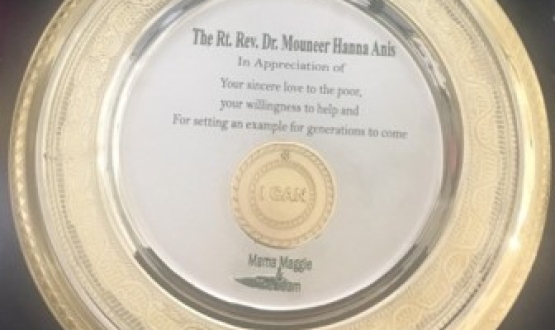 The Rt. Rev. Dr. Mouneer Hanna Anis
In Appreciation of
Your sincere love to the poor,
your willingness to help and
For setting an example for generations to come
I CAN
Mama Maggie
&